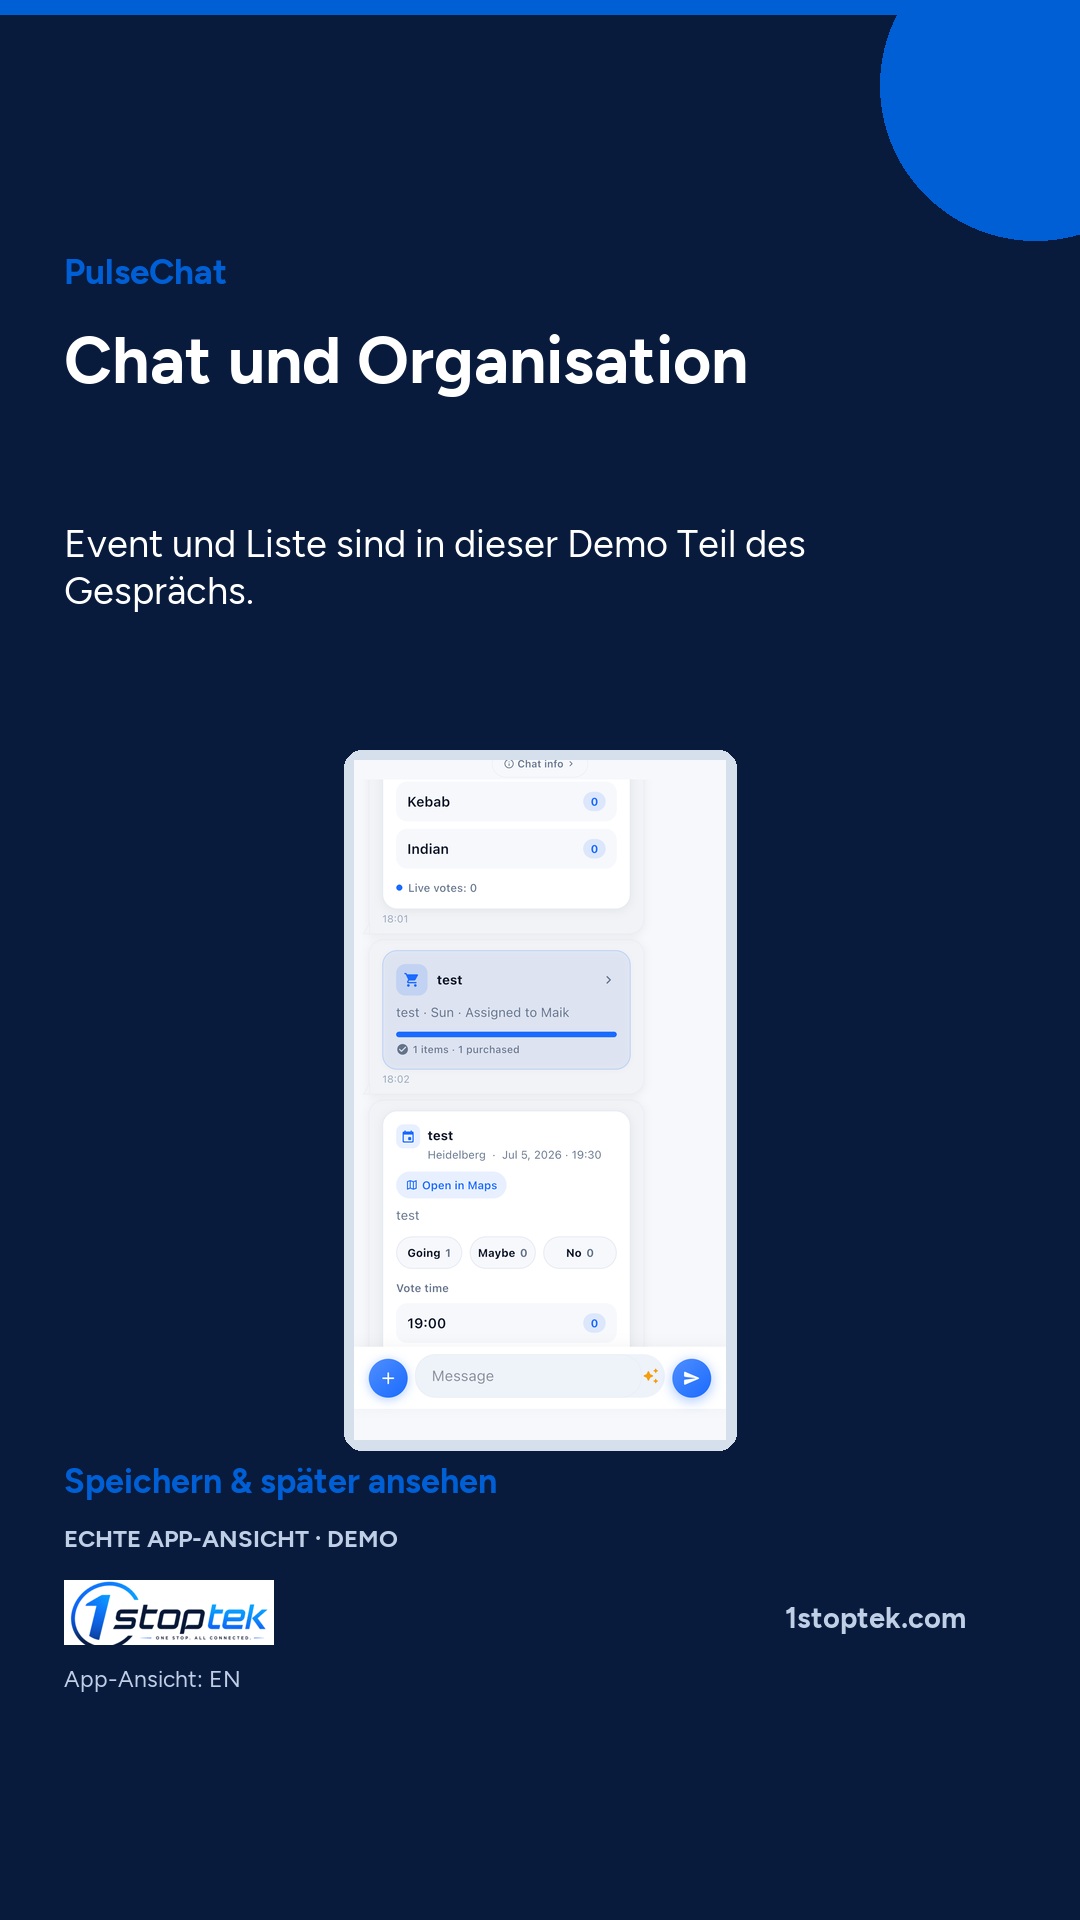 PulseChat
Chat und Organisation
Event und Liste sind in dieser Demo Teil des
Gesprächs.
Chat info
Kebab 0
Indian 0
Live votes: 0
18:01
test
test · Sun · Assigned to Maik
1 items · 1 purchased
18:02
test
Heidelberg · Jul 5, 2026 · 19:30
Open in Maps
test
Going 1 Maybe 0 No 0
Vote time
19:00 0
Message
Speichern & später ansehen
ECHTE APP-ANSICHT · DEMO
1stoptek
ONE STOP. ALL CONNECTED.
1stoptek.com
App-Ansicht: EN